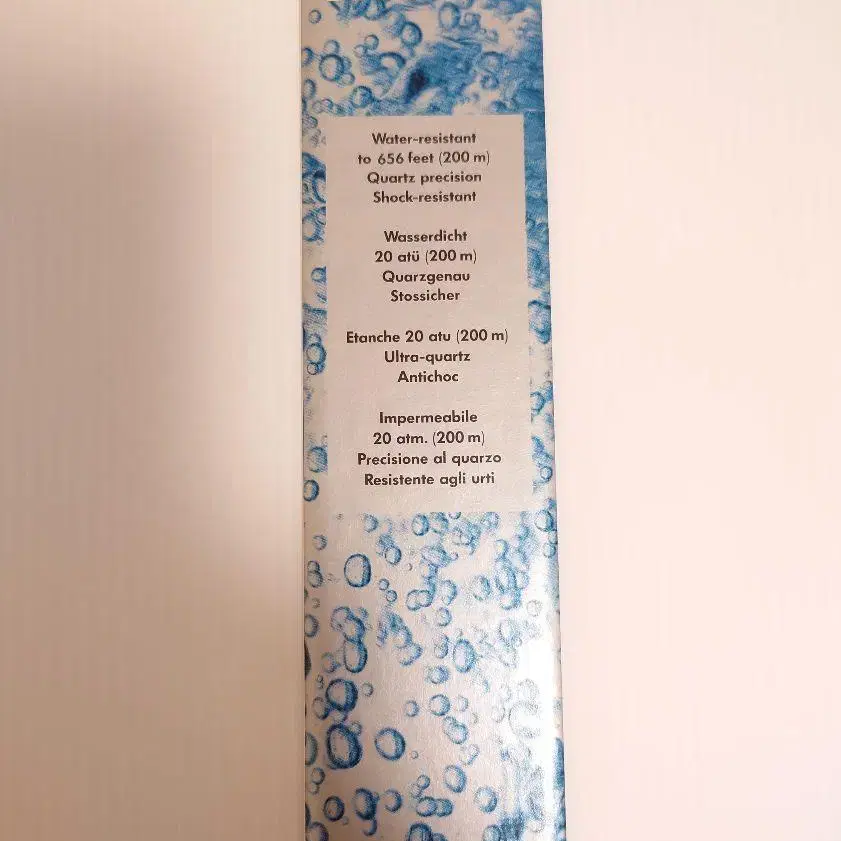 Water-resistant
to 656 feet (200 m)
Quartz precision
Shock-resistant
Wasserdicht
20 atü (200 m)
Quarzgenau
Stossicher
Etanche 20 atu (200 m)
Ultra-quartz
Antichoc
Impermeabile
20 atm. (200 m)
Precisione al quarzo
Resistente agli urti